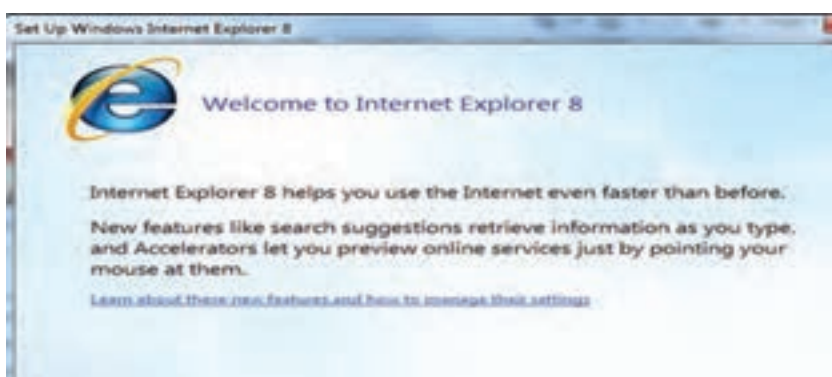 Set Up Windows Internet Explorer 8
Welcome to Internet Explorer 8
Internet Explorer 8 helps you use the Internet even faster than before.
New features like search suggestions retrieve information as you type,
and Accelerators let you preview online services just by pointing your
mouse at them.
Learn about these new features and how to manage their settings